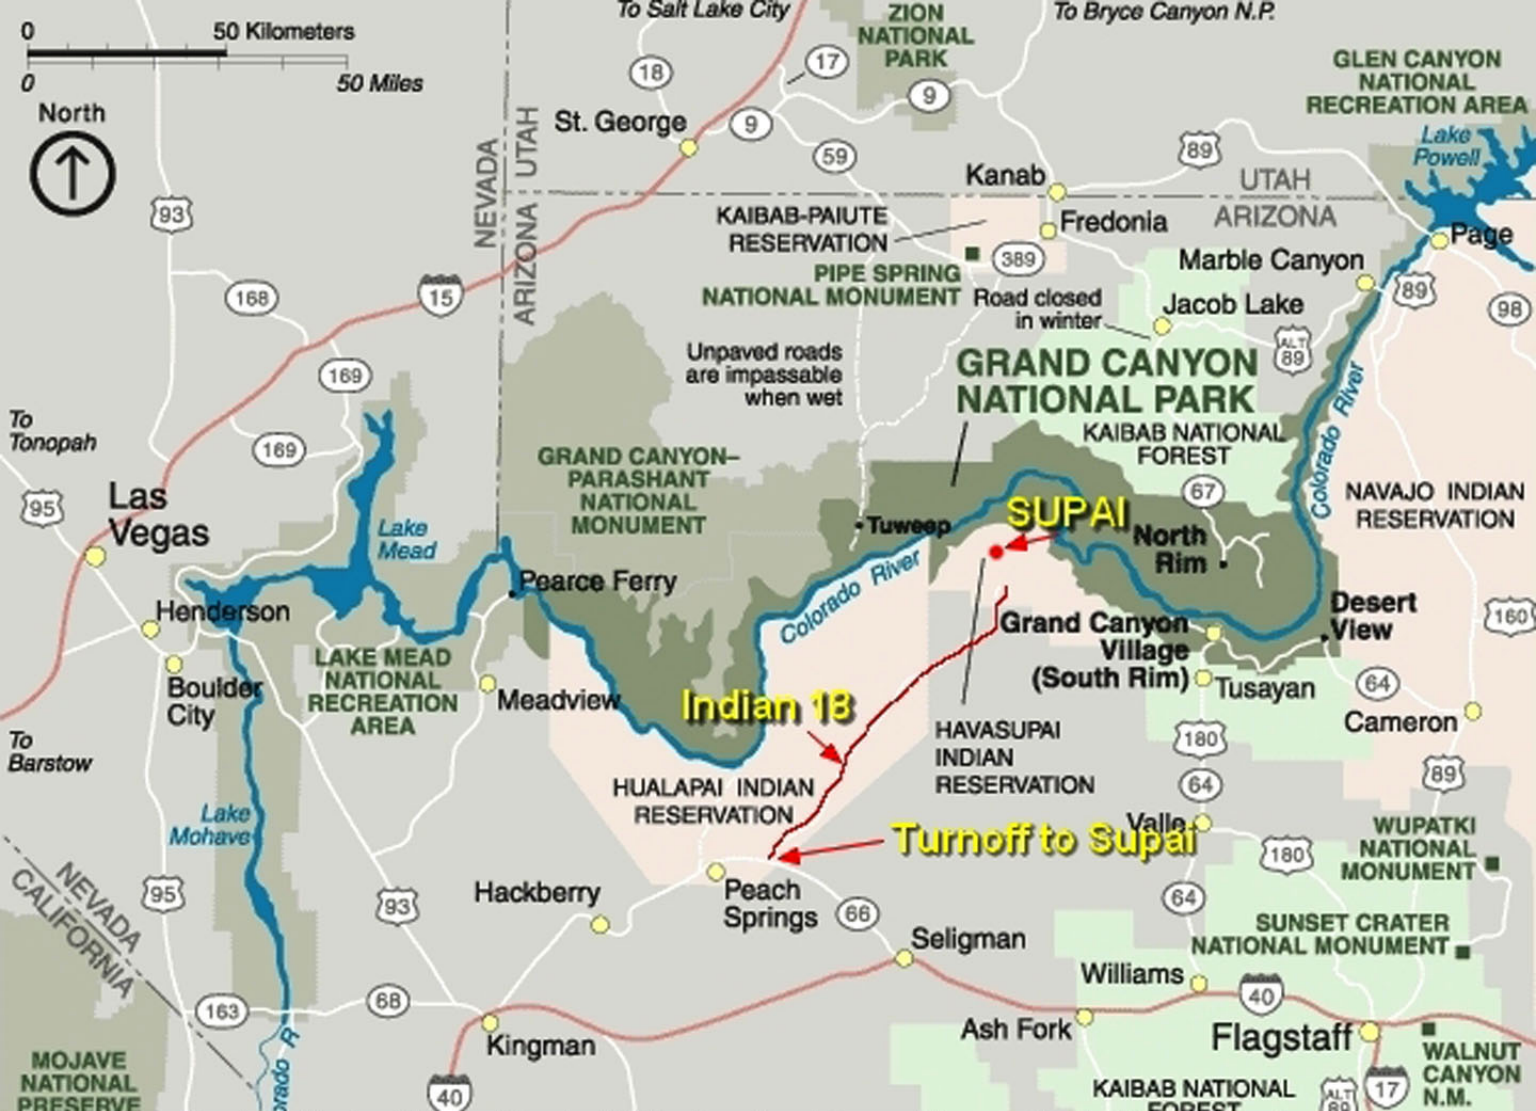 To Salt Lake City
To Bryce Canyon N.P.
0 50 Kilometers
0 50 Miles
North
ZION
NATIONAL
PARK
GLEN CANYON
NATIONAL
RECREATION AREA
Lake
Powell
18
17
9
9
St. George
59
89
Kanab
UTAH
ARIZONA
NEVADA
UTAH
ARIZONA
93
KAIBAB-PAIUTE
RESERVATION
Fredonia
Page
389
PIPE SPRING
NATIONAL MONUMENT
Marble Canyon
89
98
168
15
Road closed
in winter
Jacob Lake
ALT
89
Unpaved roads
are impassable
when wet
GRAND CANYON
NATIONAL PARK
169
169
To
Tonopah
KAIBAB NATIONAL
FOREST
Colorado River
GRAND CANYON–
PARASHANT
NATIONAL
MONUMENT
67
NAVAJO INDIAN
RESERVATION
95
Las
Vegas
Lake
Mead
Tuweep
SUPAI
North
Rim
Colorado River
Pearce Ferry
Henderson
Grand Canyon
Village
(South Rim)
Desert
View
160
LAKE MEAD
NATIONAL
RECREATION
AREA
Boulder
City
Meadview
Indian 18
Tusayan
64
Cameron
To
Barstow
HAVASUPAI
INDIAN
RESERVATION
180
64
89
HUALAPAI INDIAN
RESERVATION
Lake
Mohave
Valle
Turnoff to Supai
180
WUPATKI
NATIONAL
MONUMENT
NEVADA
CALIFORNIA
95
93
Hackberry
Peach
Springs
66
64
SUNSET CRATER
NATIONAL MONUMENT
Seligman
Williams
40
163
68
Kingman
Ash Fork
Flagstaff
WALNUT
CANYON
N.M.
MOJAVE
NATIONAL
PRESERVE
orado R
40
KAIBAB NATIONAL
FOREST
ALT
89
17